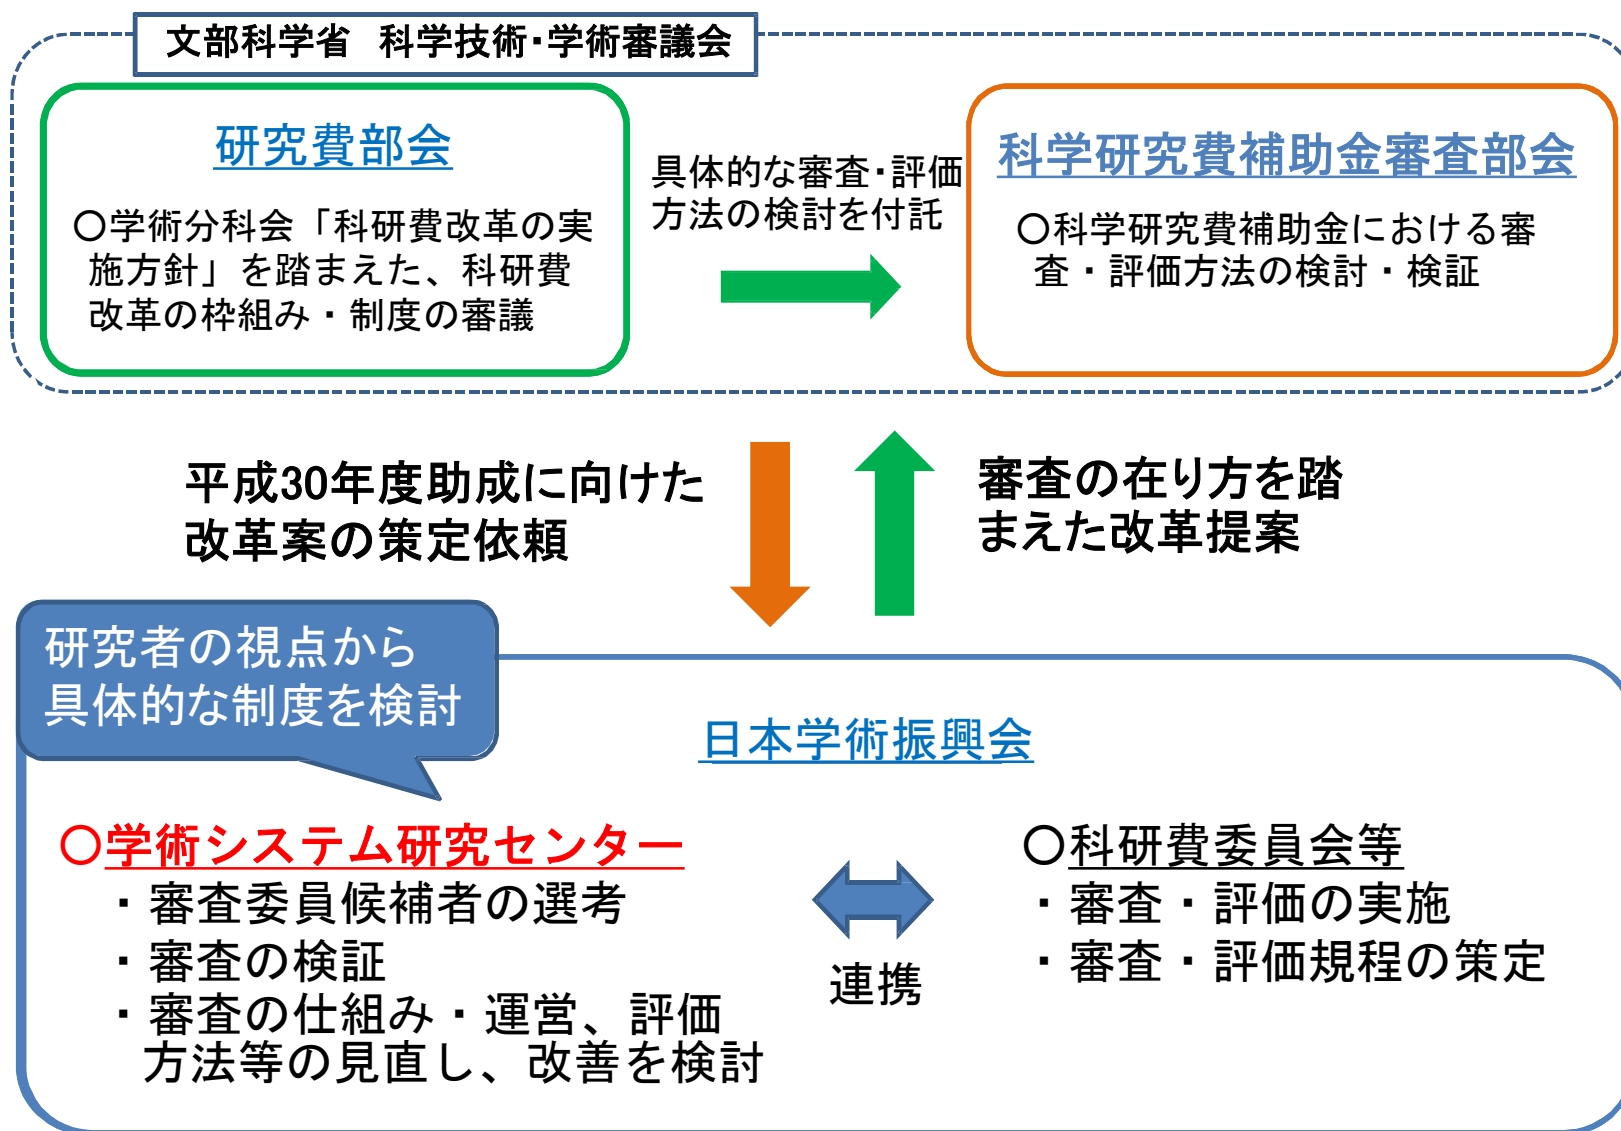 文部科学省　科学技術・学術審議会
研究費部会
〇学術分科会「科研費改革の実
施方針」を踏まえた、科研費
改革の枠組み・制度の審議
具体的な審査・評価
方法の検討を付託
科学研究費補助金審査部会
〇科学研究費補助金における審
査・評価方法の検討・検証
平成30年度助成に向けた
改革案の策定依頼
審査の在り方を踏
まえた改革提案
研究者の視点から
具体的な制度を検討
日本学術振興会
〇学術システム研究センター
・審査委員候補者の選考
・審査の検証
・審査の仕組み・運営、評価
方法等の見直し、改善を検討
連携
〇科研費委員会等
・審査・評価の実施
・審査・評価規程の策定